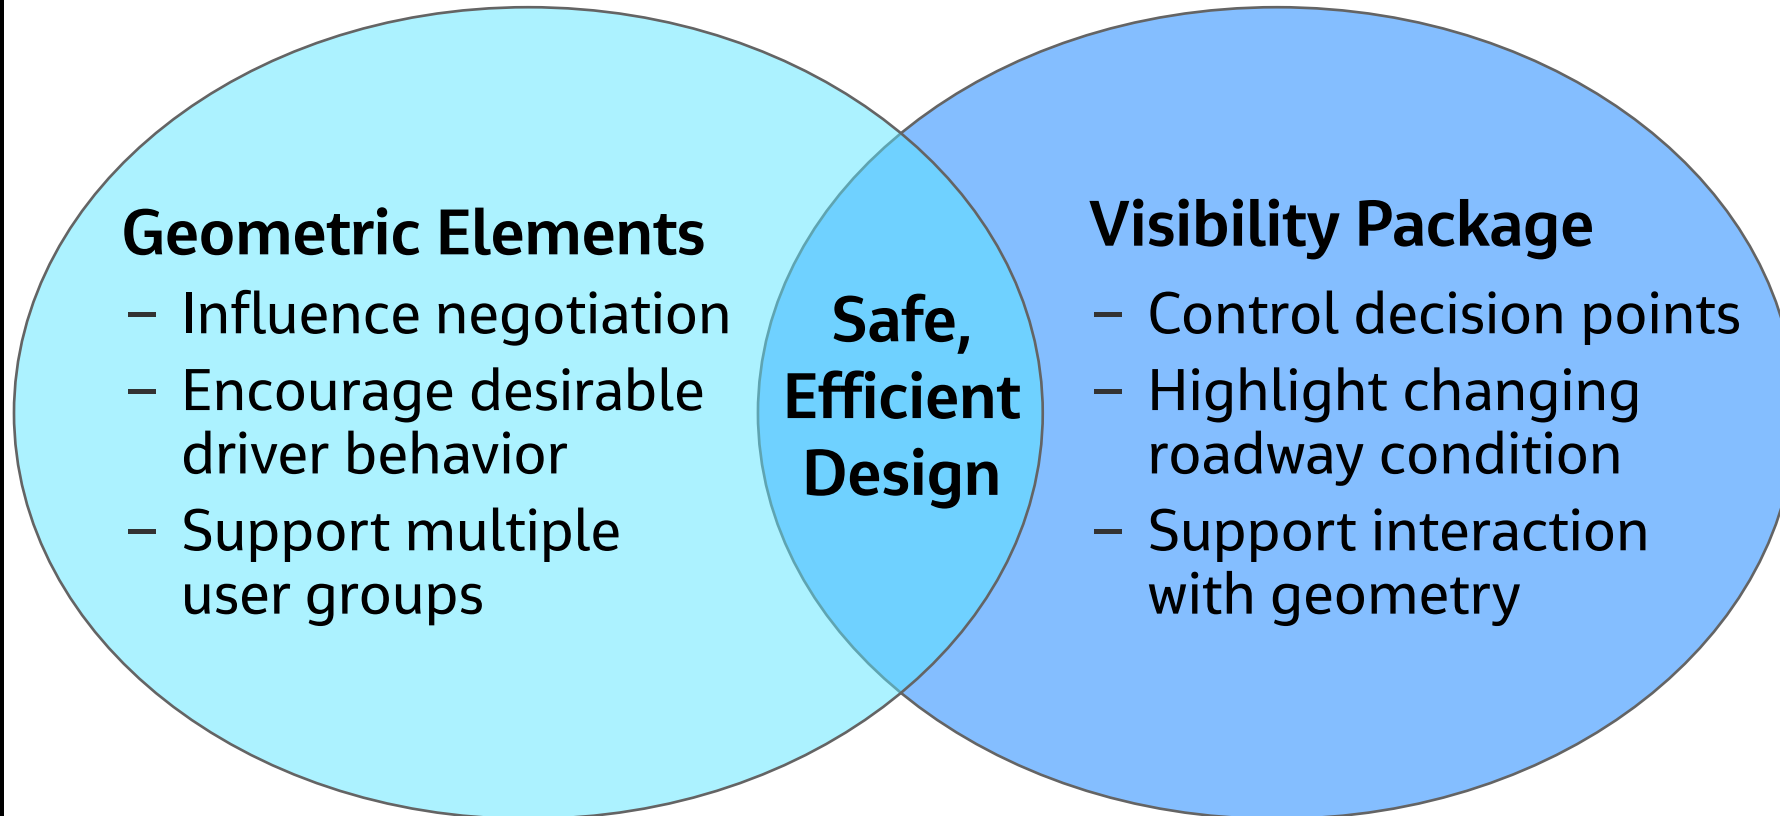 Geometric Elements
– Influence negotiation
– Encourage desirable
driver behavior
– Support multiple
user groups
Safe,
Efficient
Design
Visibility Package
– Control decision points
– Highlight changing
roadway condition
– Support interaction
with geometry